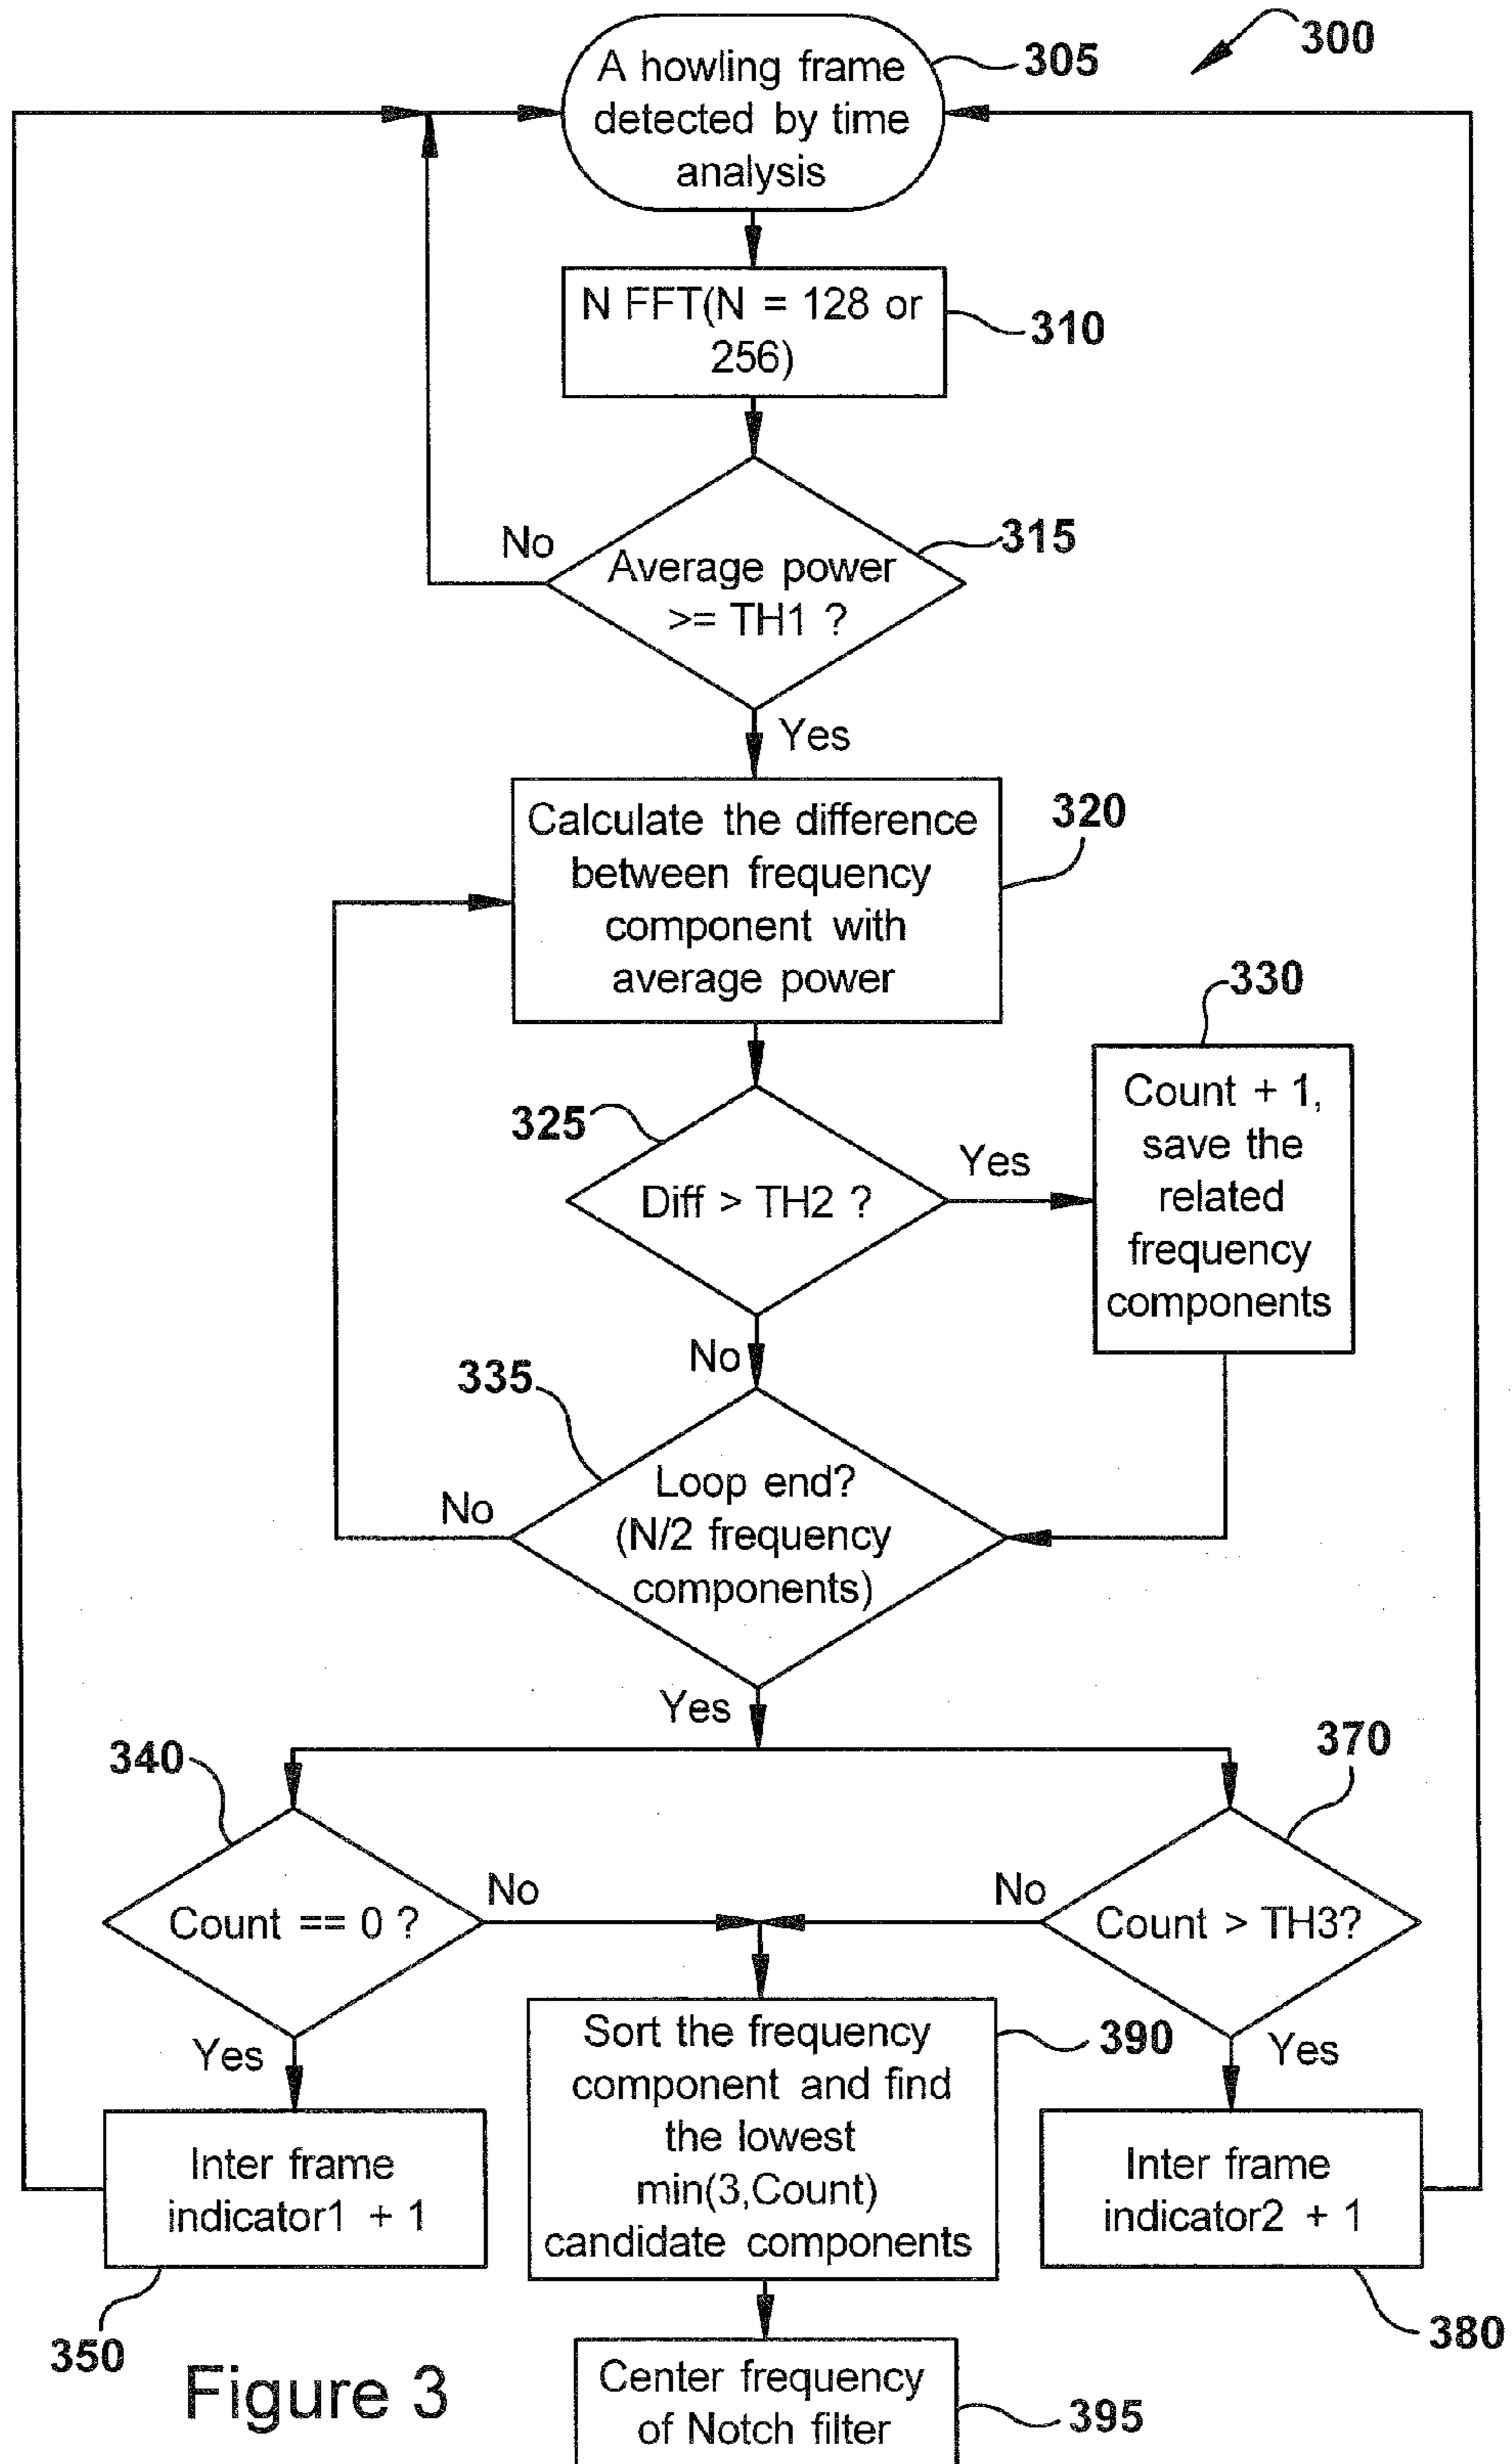 300
A howling frame
detected by time
analysis
305
N FFT(N = 128 or
256)
310
No
Average power
>= TH1 ?
315
Yes
Calculate the difference
between frequency
component with
average power
320
325
Diff > TH2 ?
Yes
330
Count + 1,
save the
related
frequency
components
No
335
Loop end?
(N/2 frequency
components)
No
Yes
340
Count == 0 ?
No
370
Count > TH3?
No
Yes
Inter frame
indicator1 + 1
350
Sort the frequency
component and find
the lowest
min(3,Count)
candidate components
390
Yes
Inter frame
indicator2 + 1
380
Center frequency
of Notch filter
395
Figure 3